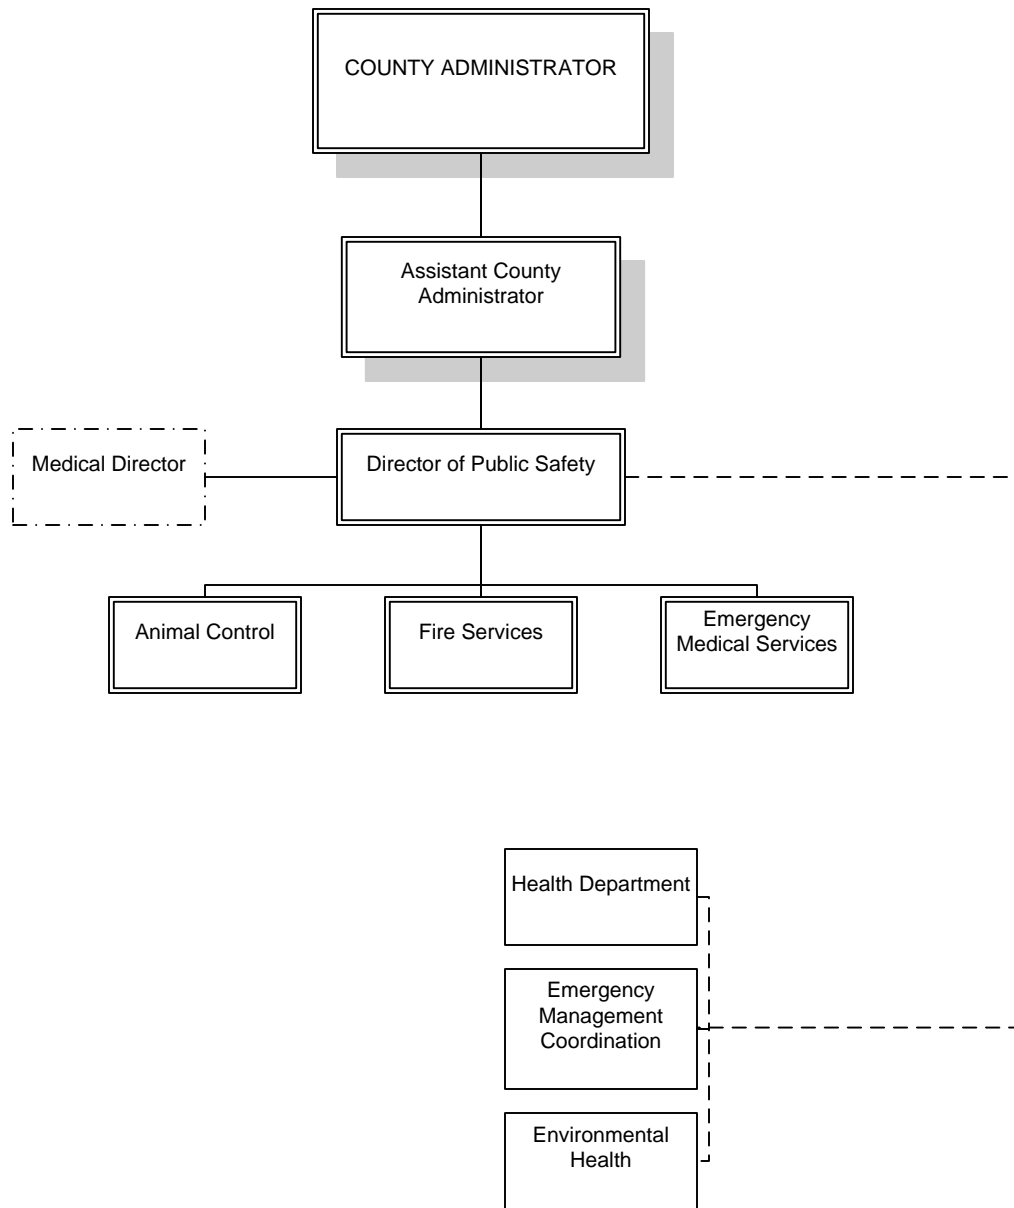 COUNTY ADMINISTRATOR
Assistant County
Administrator
Medical Director
Director of Public Safety
Animal Control
Fire Services
Emergency
Medical Services
Health Department
Emergency
Management
Coordination
Environmental
Health